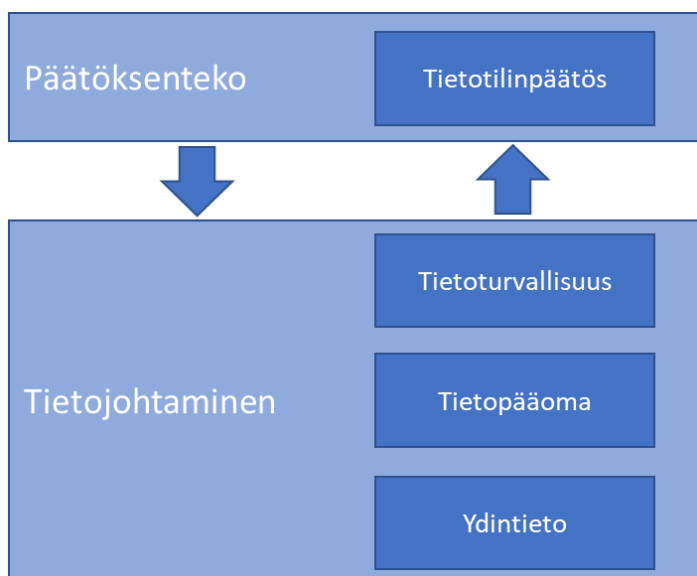 Päätöksenteko
Tietotilinpäätös
Tietoturvallisuus
Tietojohtaminen
Tietopääoma
Ydintieto